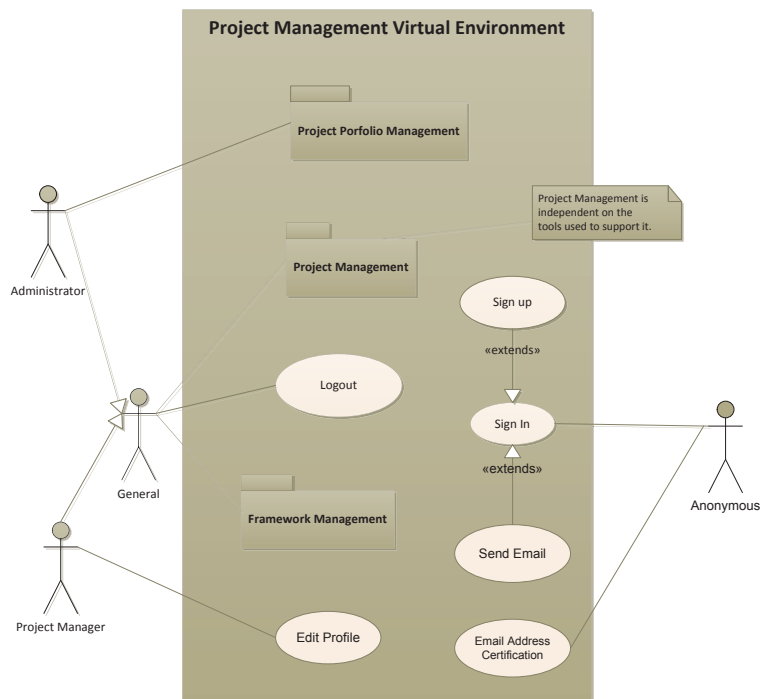 Project Management Virtual Environment
Project Porfolio Management
Project Management is
independent on the
tools used to support it.
Administrator
Project Management
Sign up
«extends»
Logout
Sign In
General
«extends»
Anonymous
Framework Management
Send Email
Project Manager
Edit Profile
Email Address
Certification